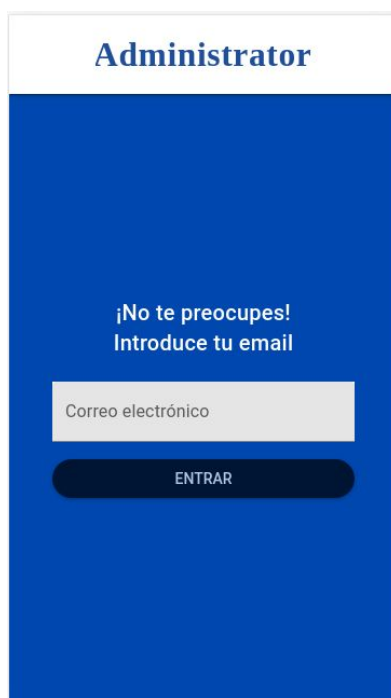 Administrator
¡No te preocupes!
Introduce tu email
Correo electrónico
ENTRAR